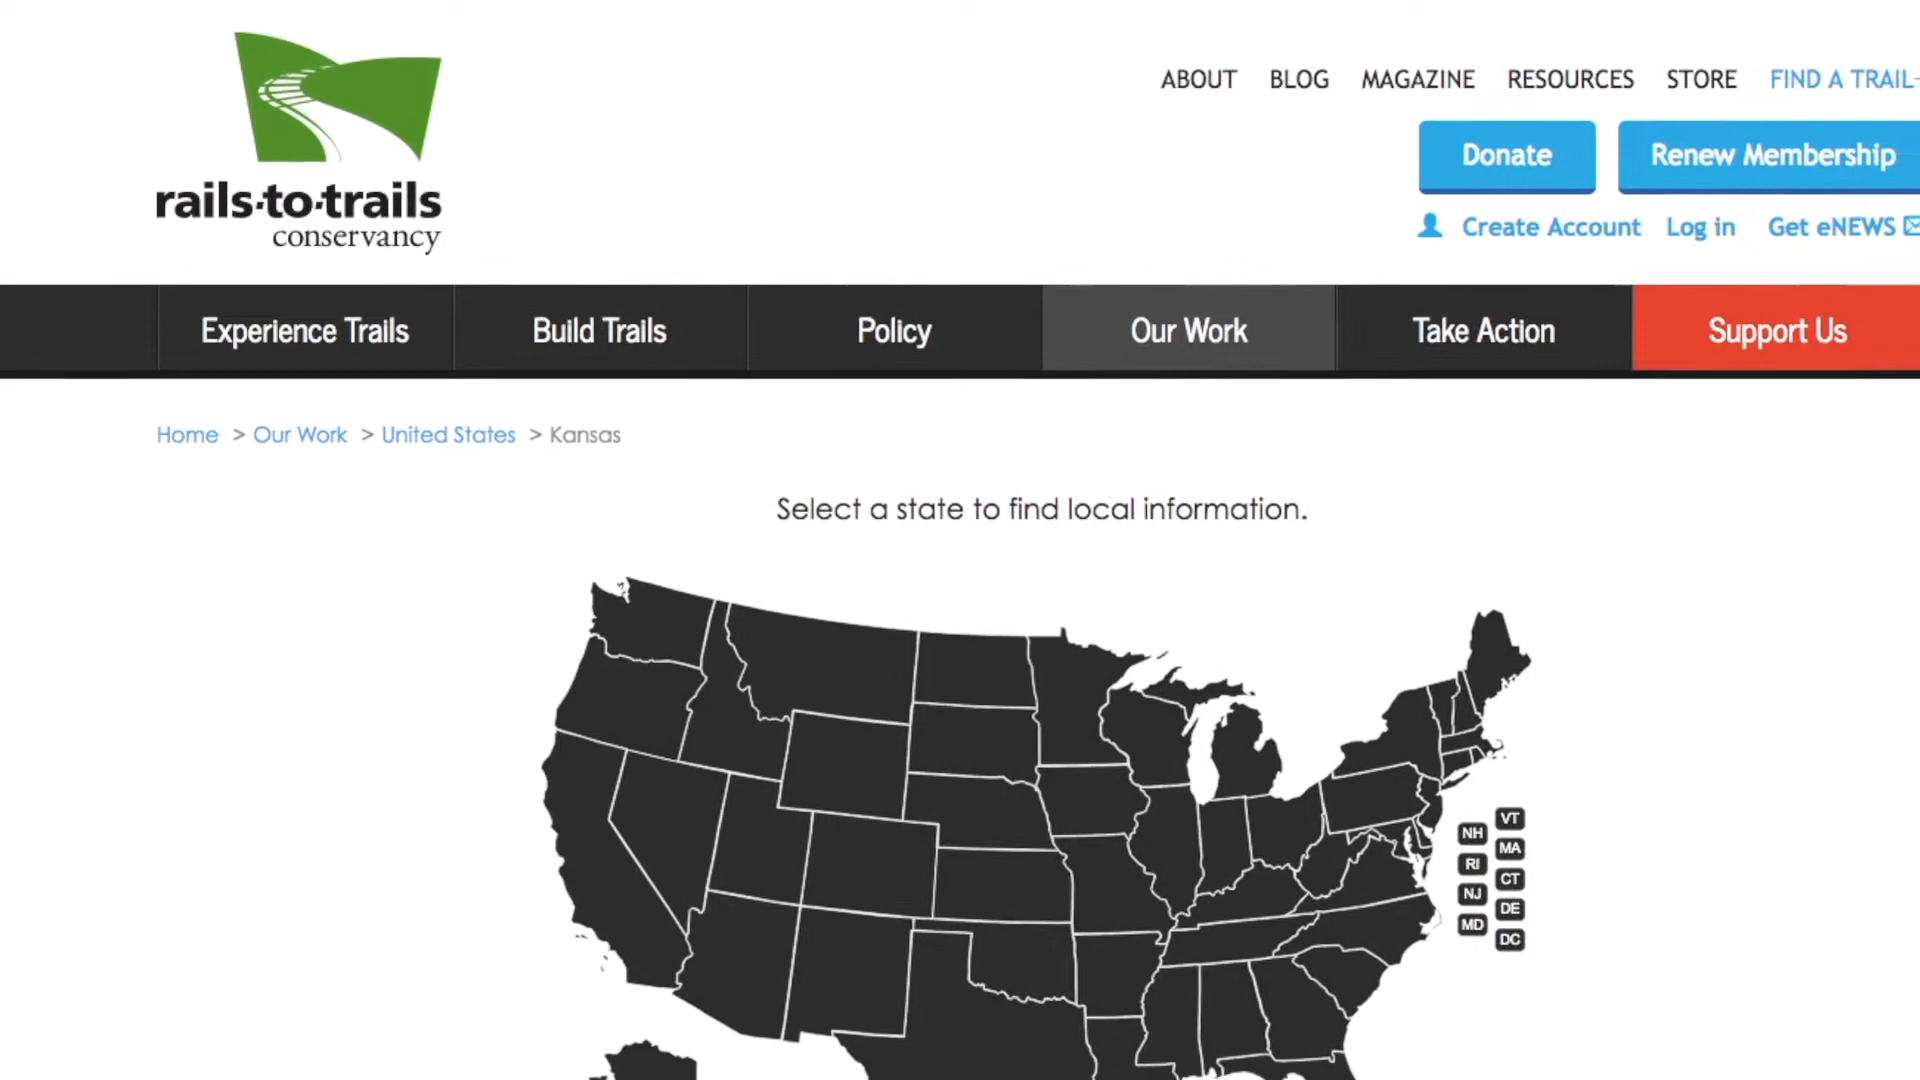 rails·to·trails
conservancy
ABOUT BLOG MAGAZINE RESOURCES STORE FIND A TRAIL
Donate Renew Membership
Create Account Log in Get eNEWS
Experience Trails Build Trails Policy Our Work Take Action Support Us
Home > Our Work > United States > Kansas
Select a state to find local information.
VT
NH
MA
RI
CT
NJ
DE
MD
DC